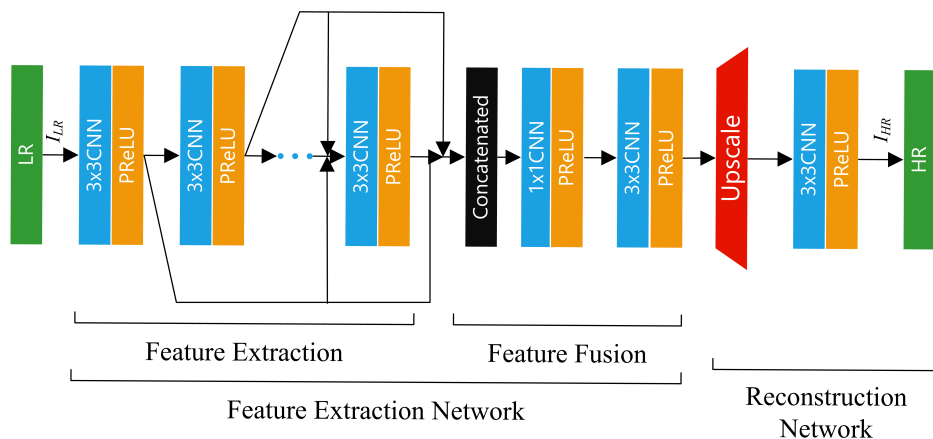 LR
I_LR
3x3CNN
PReLU
3x3CNN
PReLU
3x3CNN
PReLU
Concatenated
1x1CNN
PReLU
3x3CNN
PReLU
Upscale
3x3CNN
PReLU
I_HR
HR
Feature Extraction
Feature Fusion
Feature Extraction Network
Reconstruction
Network